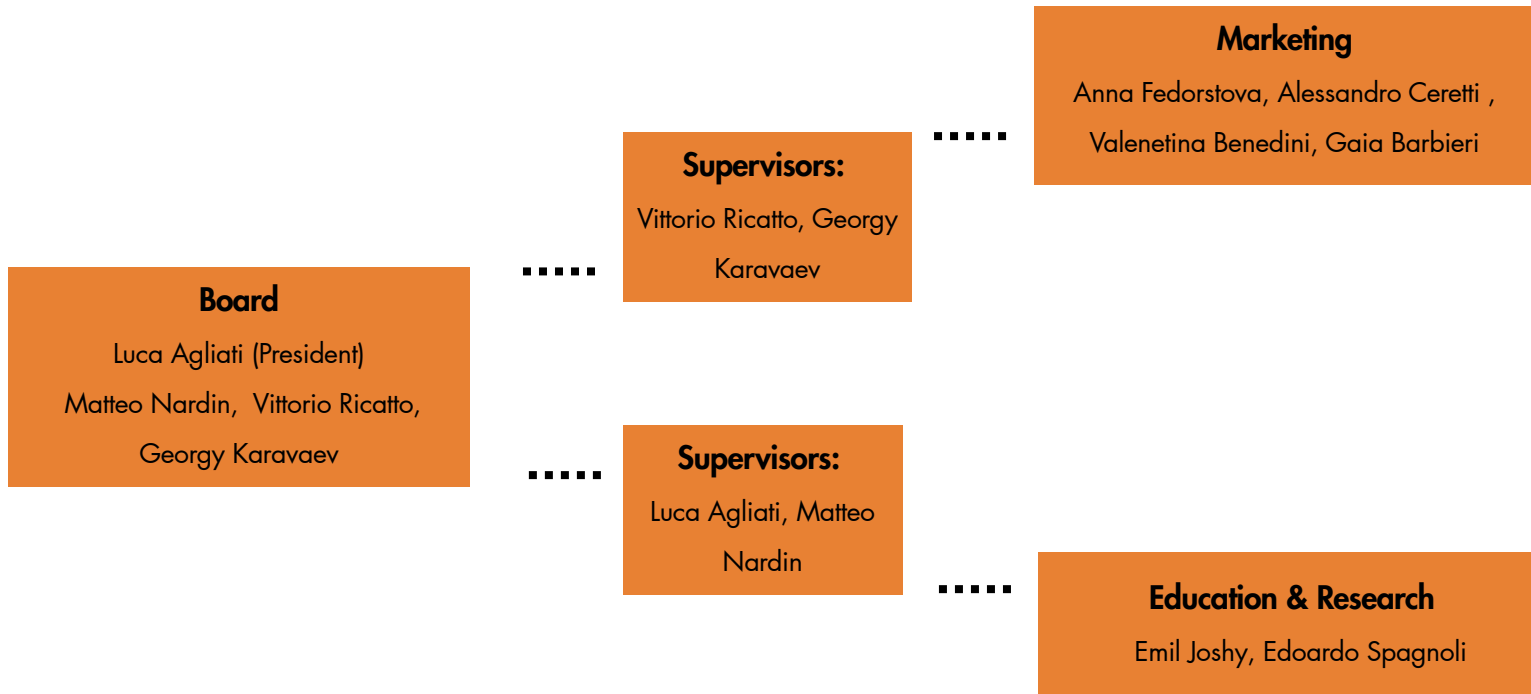 Marketing
Anna Fedorstova, Alessandro Ceretti ,
Valenetina Benedini, Gaia Barbieri
Supervisors:
Vittorio Ricatto, Georgy
Karavaev
Board
Luca Agliati (President)
Matteo Nardin,  Vittorio Ricatto,
Georgy Karavaev
Supervisors:
Luca Agliati, Matteo
Nardin
Education & Research
Emil Joshy, Edoardo Spagnoli